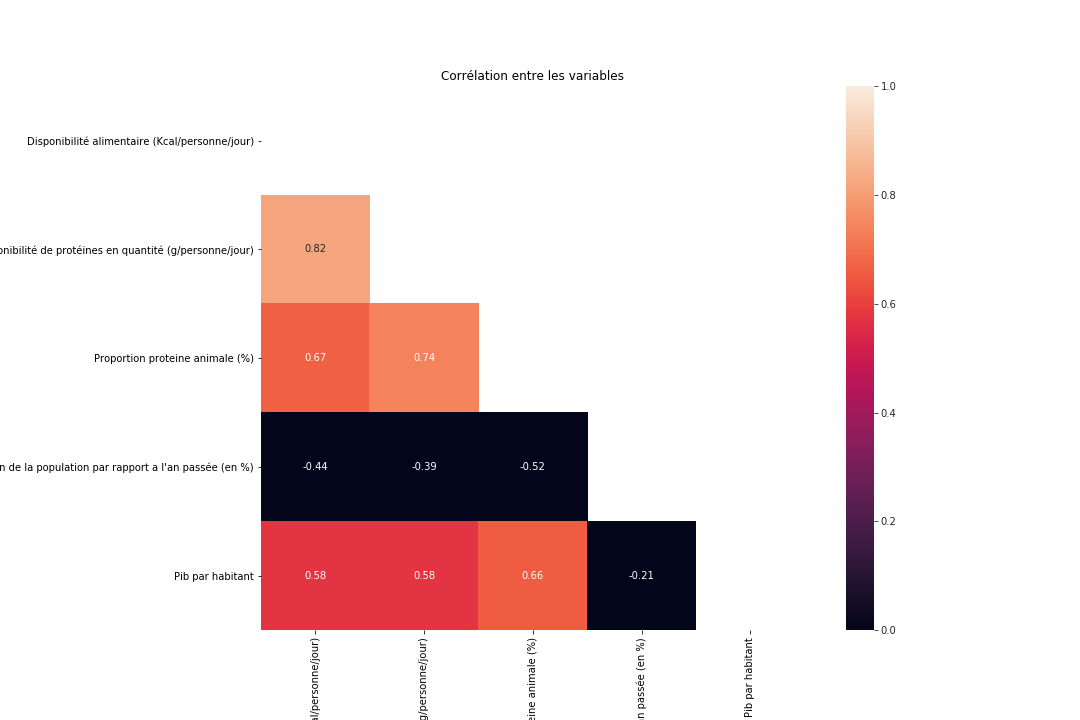 Corrélation entre les variables
Disponibilité alimentaire (Kcal/personne/jour)
de protéines en quantité (g/personne/jour)
Proportion proteine animale (%)
de la population par rapport a l'an passée (en %)
Pib par habitant
0.82
0.67 0.74
-0.44 -0.39 -0.52
0.58 0.58 0.66 -0.21
1.0
0.8
0.6
0.4
0.2
0.0
/personne/jour)
/personne/jour)
animale (%)
passée (en %)
Pib par habitant